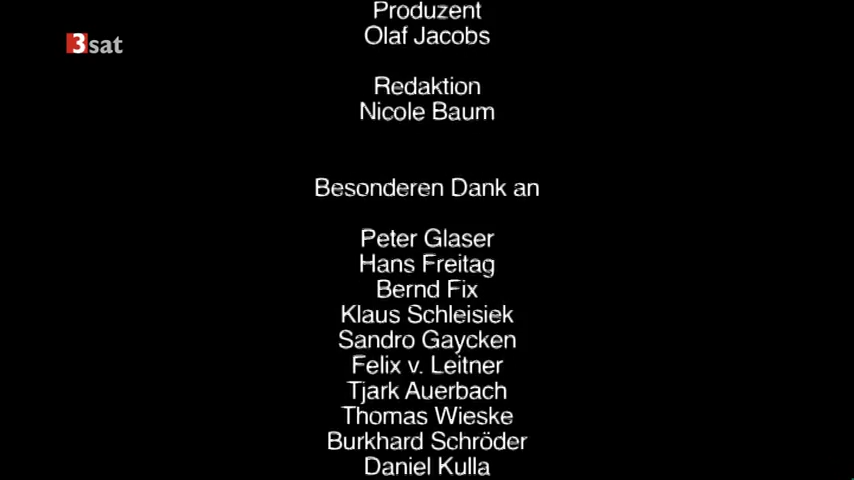 3sat
Produzent
Olaf Jacobs
Redaktion
Nicole Baum
Besonderen Dank an
Peter Glaser
Hans Freitag
Bernd Fix
Klaus Schleisiek
Sandro Gaycken
Felix v. Leitner
Tjark Auerbach
Thomas Wieske
Burkhard Schröder
Daniel Kulla